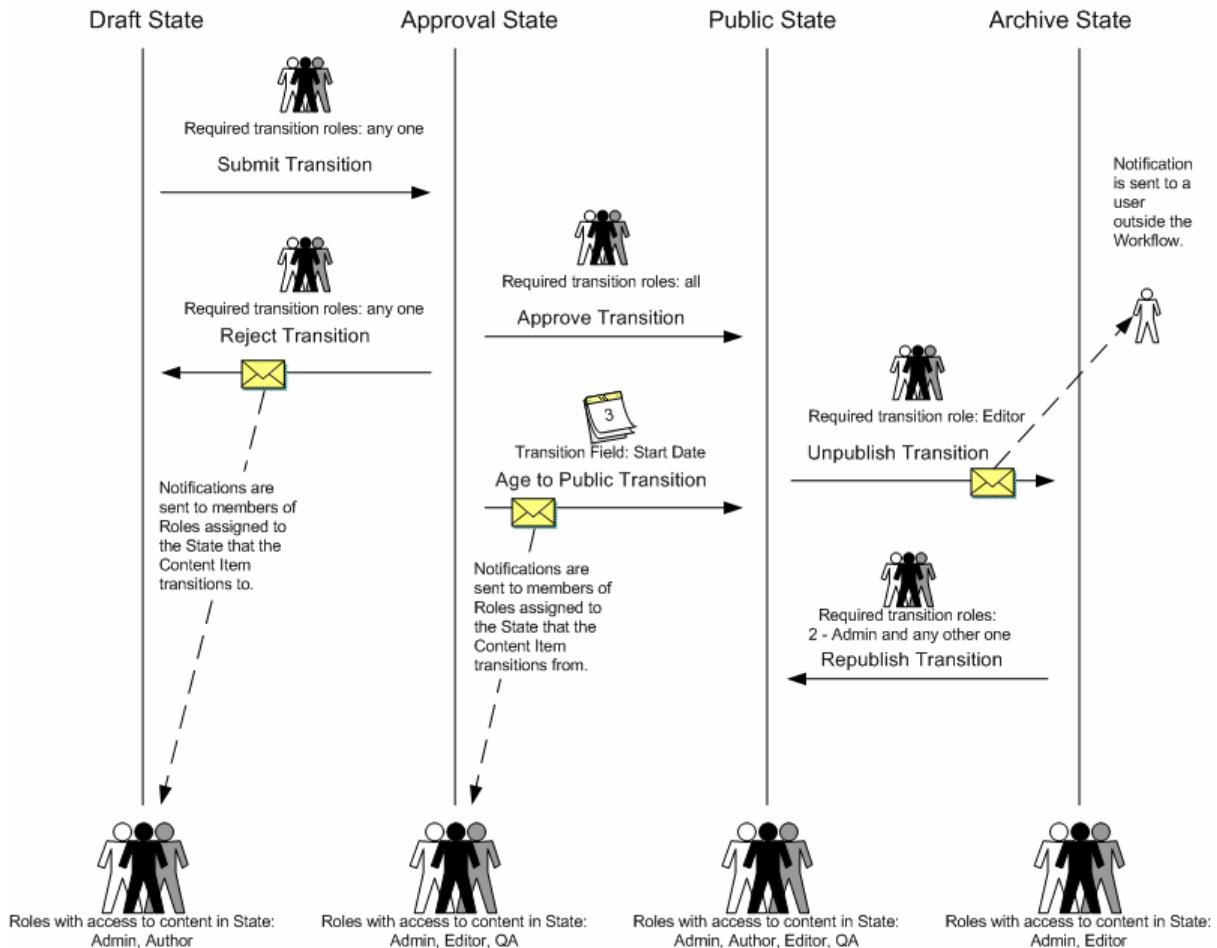 Draft State
Approval State
Public State
Archive State
Required transition roles: any one
Submit Transition
Notification
is sent to a
user
outside the
Workflow.
Required transition roles: any one
Reject Transition
Required transition roles: all
Approve Transition
Required transition role: Editor
Unpublish Transition
3
Transition Field: Start Date
Age to Public Transition
Notifications are
sent to members of
Roles assigned to
the State that the
Content Item
transitions to.
Notifications are
sent to members of
Roles assigned to
the State that the
Content Item
transitions from.
Required transition roles:
2 - Admin and any other one
Republish Transition
Roles with access to content in State:
Admin, Author
Roles with access to content in State:
Admin, Editor, QA
Roles with access to content in State:
Admin, Author, Editor, QA
Roles with access to content in State:
Admin, Editor